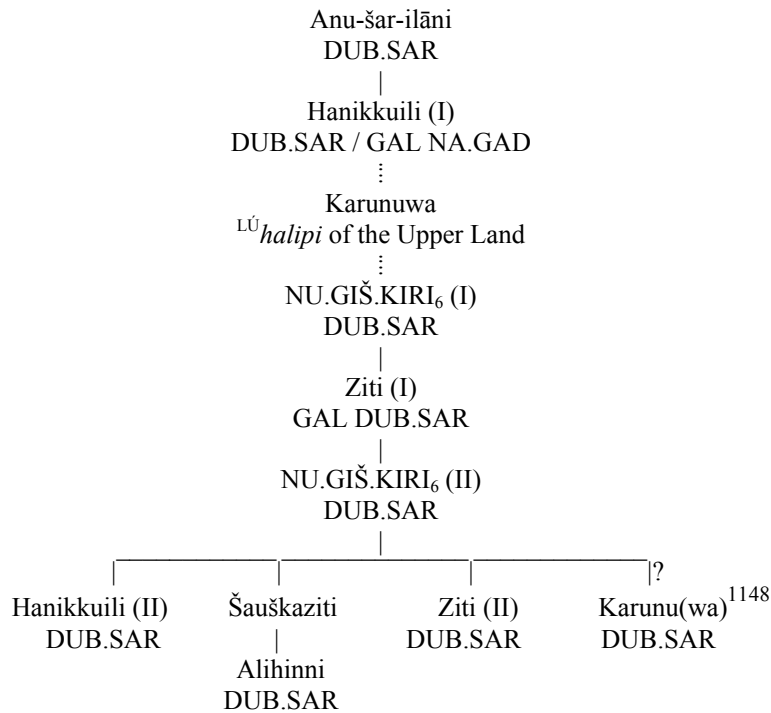 Anu-šar-ilāni
DUB.SAR
Hanikkuili (I)
DUB.SAR / GAL NA.GAD
Karunuwa
ᴸÚhalipi of the Upper Land
NU.GIŠ.KIRI₆ (I)
DUB.SAR
Ziti (I)
GAL DUB.SAR
NU.GIŠ.KIRI₆ (II)
DUB.SAR
?
Hanikkuili (II) Šauškaziti Ziti (II) Karunu(wa)¹¹⁴⁸
DUB.SAR DUB.SAR DUB.SAR
Alihinni
DUB.SAR